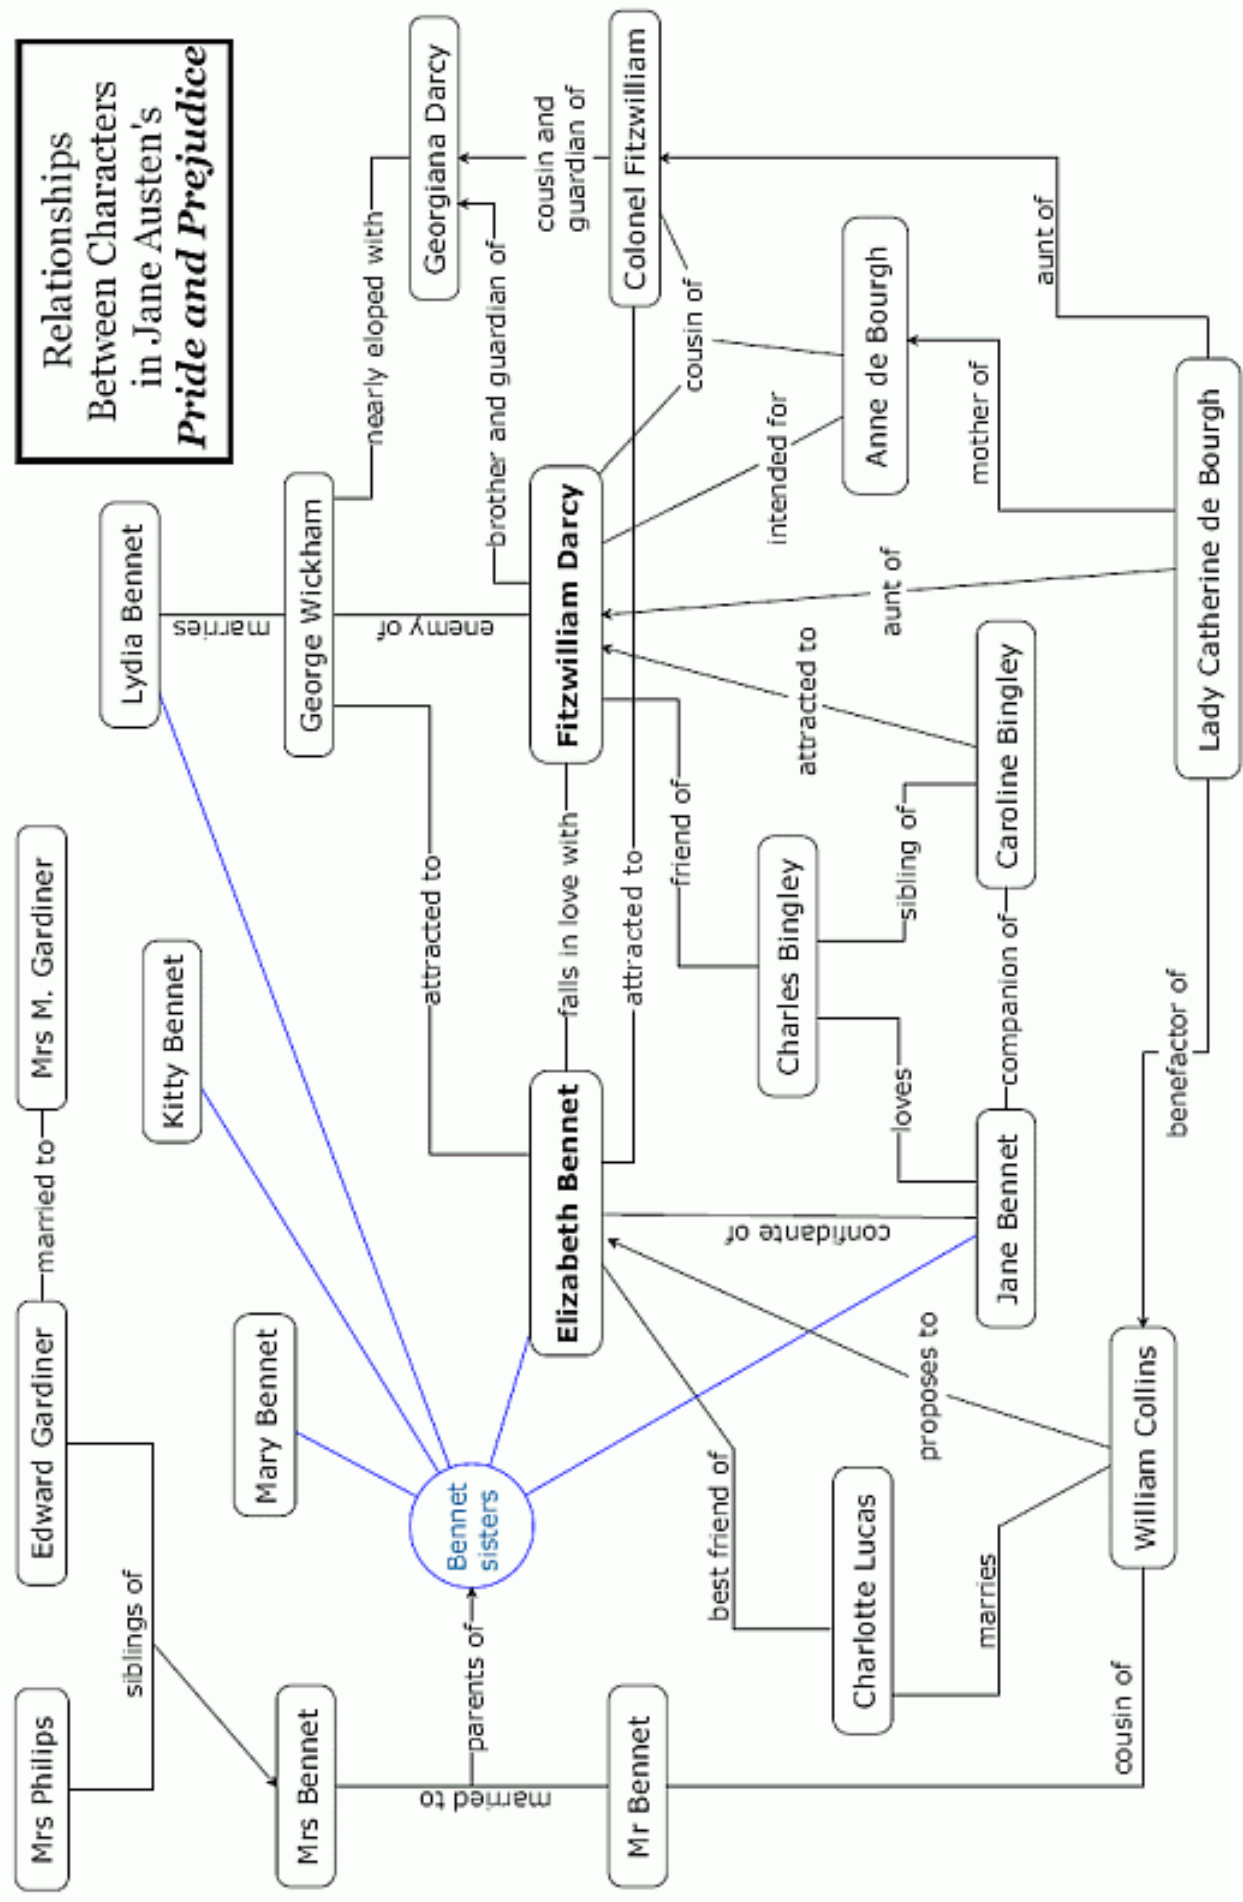 Relationships
Between Characters
in Jane Austen's
Pride and Prejudice
Mrs Philips
Edward Gardiner
married to
Mrs M. Gardiner
siblings of
Kitty Bennet
Lydia Bennet
Mary Bennet
marries
Mrs Bennet
George Wickham
nearly eloped with
Georgiana Darcy
married to
parents of
Bennet
sisters
attracted to
enemy of
brother and guardian of
cousin and
guardian of
Mr Bennet
Elizabeth Bennet
falls in love with
Fitzwilliam Darcy
attracted to
Colonel Fitzwilliam
best friend of
friend of
cousin of
intended for
Charles Bingley
attracted to
Anne de Bourgh
Charlotte Lucas
confidante of
loves
sibling of
aunt of
proposes to
marries
Jane Bennet
companion of
Caroline Bingley
mother of
aunt of
cousin of
William Collins
benefactor of
Lady Catherine de Bourgh